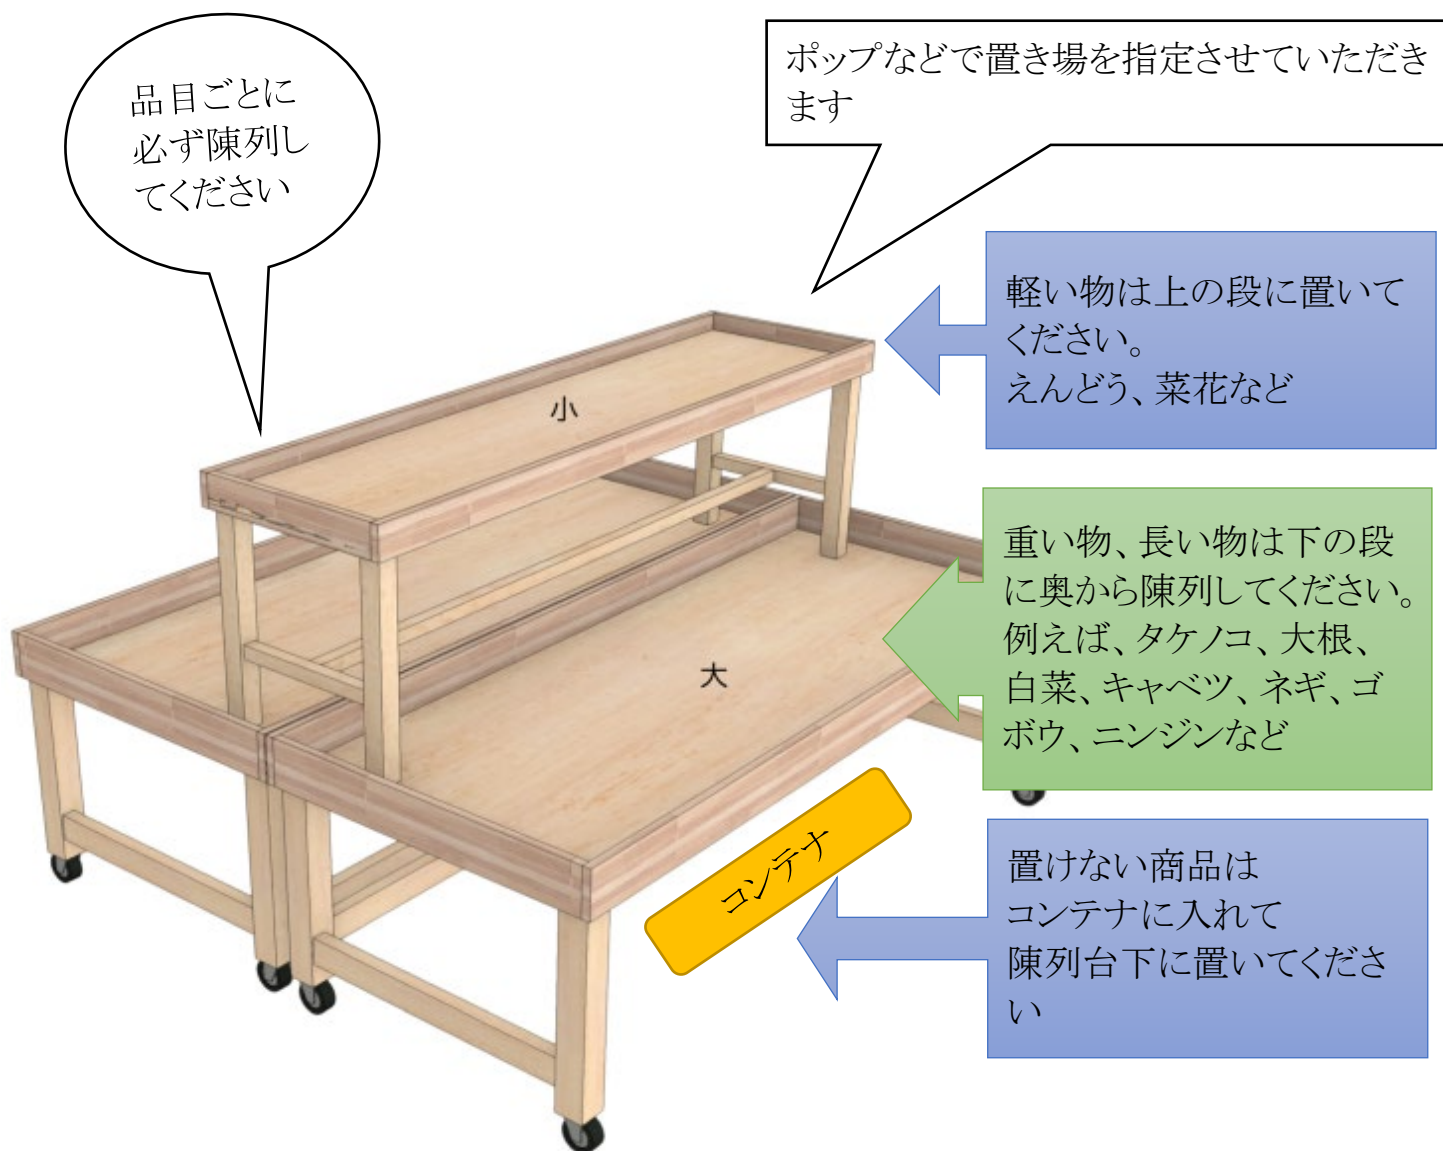 品目ごとに
必ず陳列し
てください
ポップなどで置き場を指定させていただき
ます
軽い物は上の段に置いて
ください。
えんどう、菜花など
小
重い物、長い物は下の段
に奥から陳列してください。
例えば、タケノコ、大根、
白菜、キャベツ、ネギ、ゴ
ボウ、ニンジンなど
大
コンテナ
置けない商品は
コンテナに入れて
陳列台下に置いてくださ
い